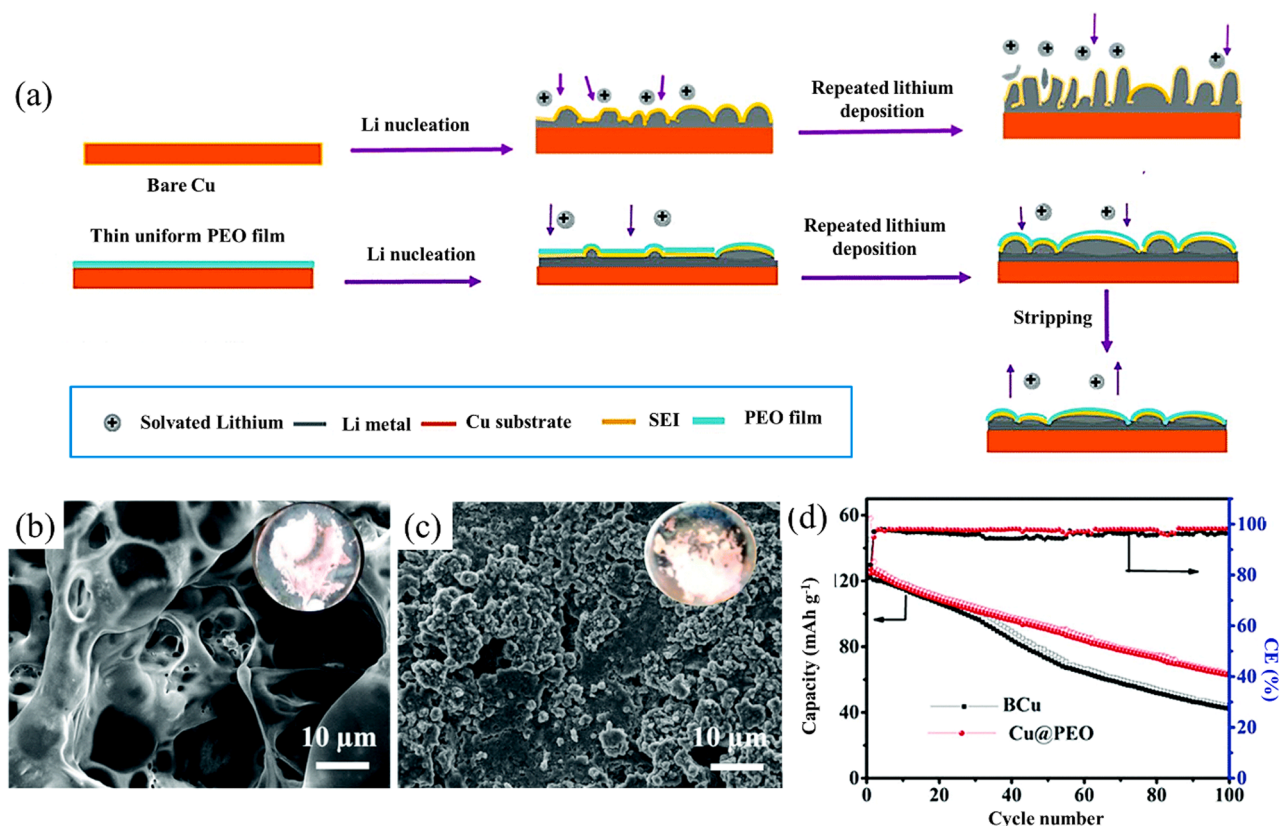 (a)
Bare Cu
Thin uniform PEO film
Li nucleation
Li nucleation
Repeated lithium
deposition
Repeated lithium
deposition
Stripping
Solvated Lithium
Li metal
Cu substrate
SEI
PEO film
(b)
10 µm
(c)
10 µm
(d)
60
120
80
40
0
Capacity (mAh g⁻¹)
BCu
Cu@PEO
100
80
60
40
20
0
CE (%)
0 20 40 60 80 100
Cycle number